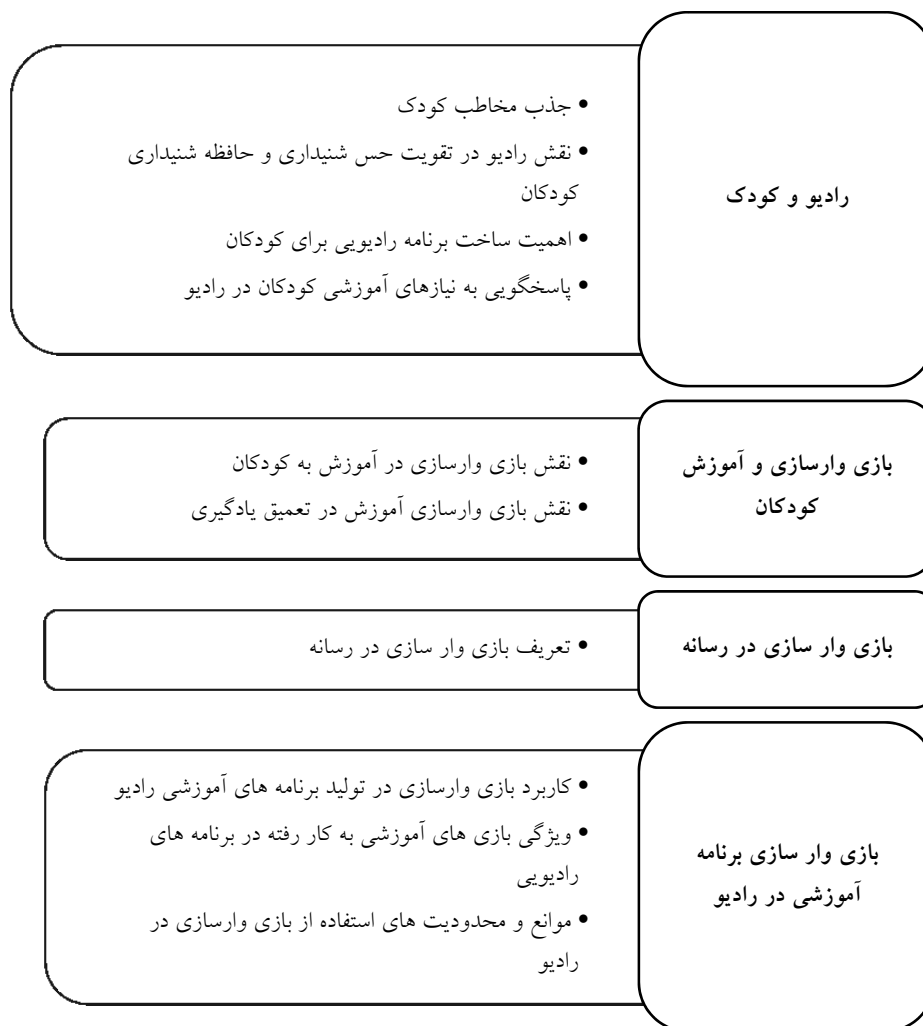 رادیو و کودک
• جذب مخاطب کودک
• نقش رادیو در تقویت حس شنیداری و حافظه شنیداری
کودکان
• اهمیت ساخت برنامه رادیویی برای کودکان
• پاسخگویی به نیازهای آموزشی کودکان در رادیو
بازی وارسازی و آموزش
کودکان
• نقش بازی وارسازی در آموزش به کودکان
• نقش بازی وارسازی آموزش در تعمیق یادگیری
بازی وار سازی در رسانه
• تعریف بازی وار سازی در رسانه
بازی وار سازی برنامه
آموزشی در رادیو
• کاربرد بازی وارسازی در تولید برنامه های آموزشی رادیو
• ویژگی بازی های آموزشی به کار رفته در برنامه های
رادیویی
• موانع و محدودیت های استفاده از بازی وارسازی در
رادیو